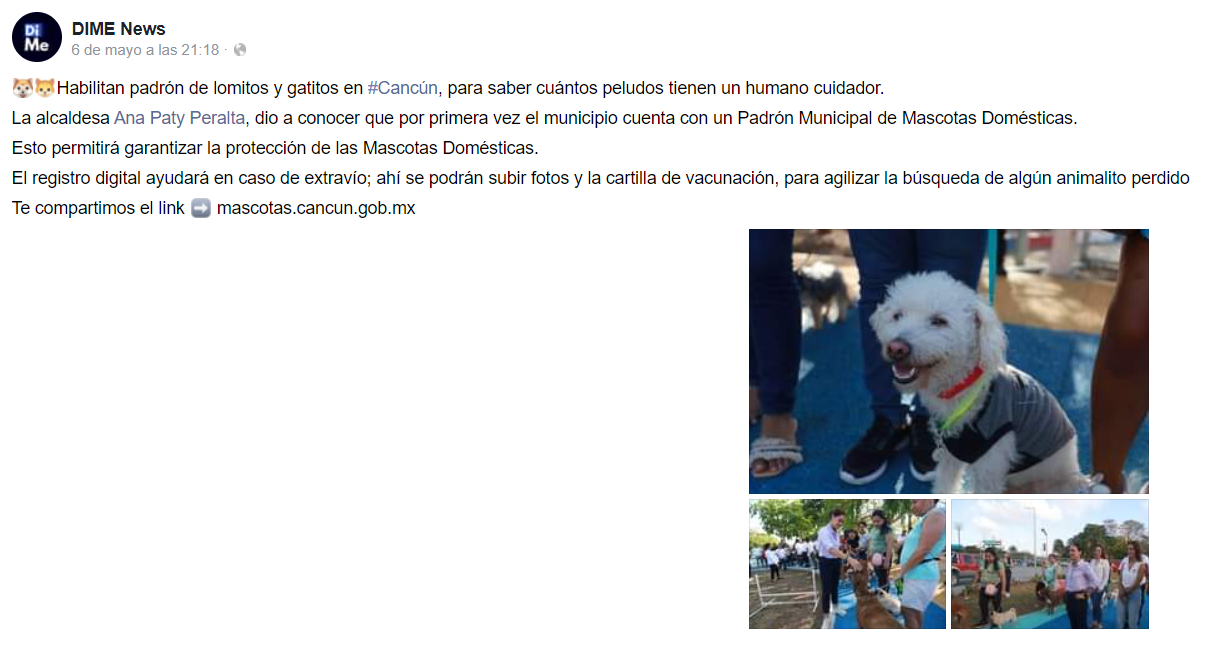 Di
Me
DIME News
6 de mayo a las 21:18 ·
Habilitan padrón de lomitos y gatitos en #Cancún, para saber cuántos peludos tienen un humano cuidador.
La alcaldesa Ana Paty Peralta, dio a conocer que por primera vez el municipio cuenta con un Padrón Municipal de Mascotas Domésticas.
Esto permitirá garantizar la protección de las Mascotas Domésticas.
El registro digital ayudará en caso de extravío; ahí se podrán subir fotos y la cartilla de vacunación, para agilizar la búsqueda de algún animalito perdido
Te compartimos el link ➡ mascotas.cancun.gob.mx